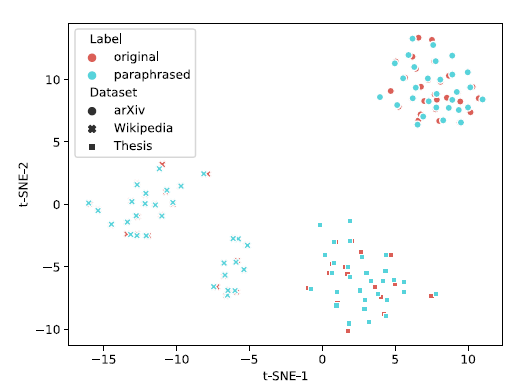 Label
original
paraphrased
Dataset
arXiv
Wikipedia
Thesis
10
5
0
−5
−10
t-SNE-2
−15
−10
−5
0
5
10
t-SNE-1